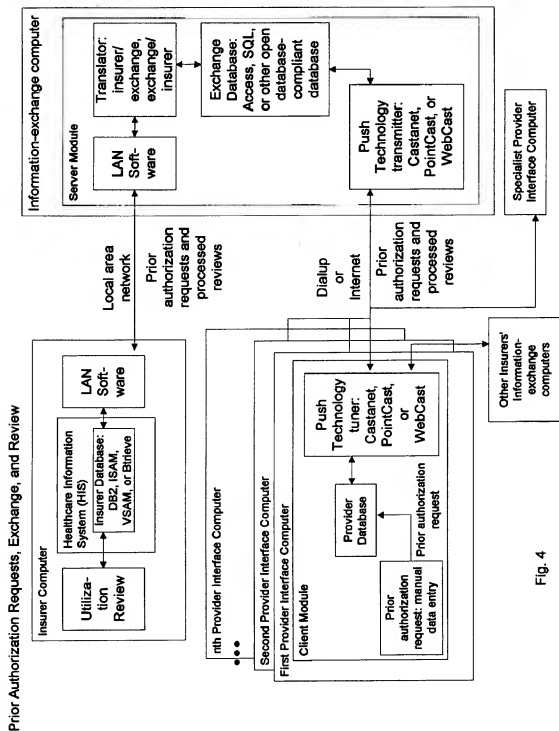 Prior Authorization Requests, Exchange, and Review
Insurer Computer
Utiliza-
tion
Review
Healthcare Information
System (HIS)
Insurer Database:
DB2, ISAM,
VSAM, or Btrieve
LAN
Soft-
ware
Local area
network
Prior
authorization
requests and
processed
reviews
Information-exchange computer
Server Module
LAN
Soft-
ware
Translator:
insurer/
exchange,
exchange/
insurer
Exchange
Database:
Access, SQL,
or other open
database-
compliant
database
Push
Technology
transmitter:
Castanet,
PointCast, or
WebCast
nth Provider Interface Computer
Second Provider Interface Computer
First Provider Interface Computer
Client Module
Prior
authorization
request: manual
data entry
Provider
Database
Prior authorization
request
Push
Technology
tuner:
Castanet,
PointCast,
or
WebCast
Dialup
or
Internet
Prior
authorization
requests and
processed
reviews
Other Insurers'
Information-
exchange
computers
Specialist Provider
Interface Computer
Fig. 4